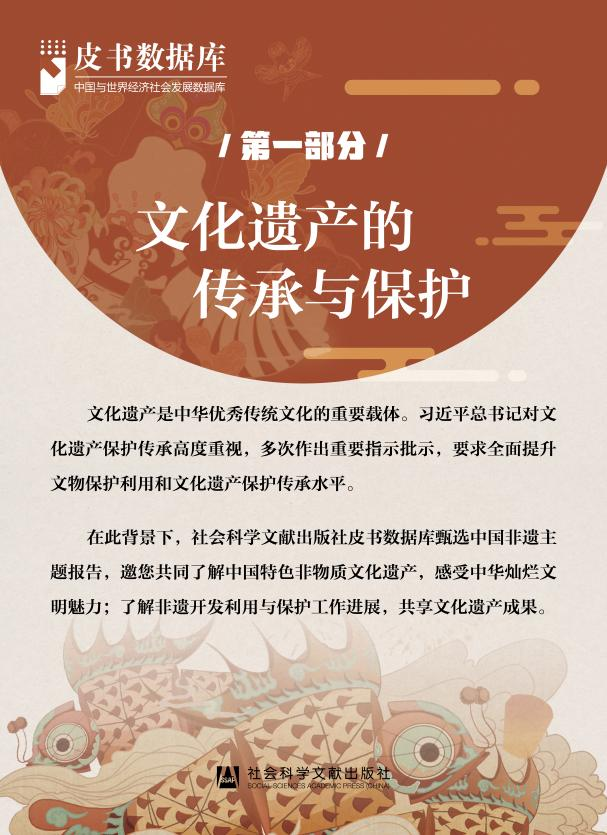 皮书数据库
中国与世界经济社会发展数据库
/ 第一部分 /
文化遗产的
传承与保护
文化遗产是中华优秀传统文化的重要载体。习近平总书记对文
化遗产保护传承高度重视，多次作出重要指示批示，要求全面提升
文物保护利用和文化遗产保护传承水平。
在此背景下，社会科学文献出版社皮书数据库甄选中国非遗主
题报告，邀您共同了解中国特色非物质文化遗产，感受中华灿烂文
明魅力；了解非遗开发利用与保护工作进展，共享文化遗产成果。
SSAP
社会科学文献出版社
SOCIAL SCIENCES ACADEMIC PRESS (CHINA)